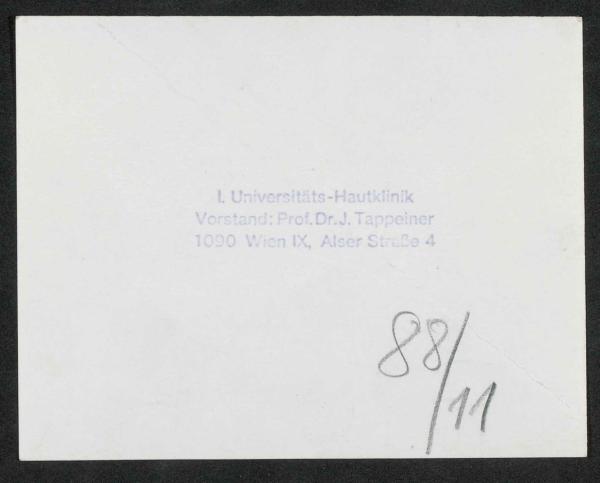 I. Universitäts-Hautklinik
Vorstand: Prof. Dr. J. Tappeiner
1090 Wien IX, Alser Straße 4
88/11